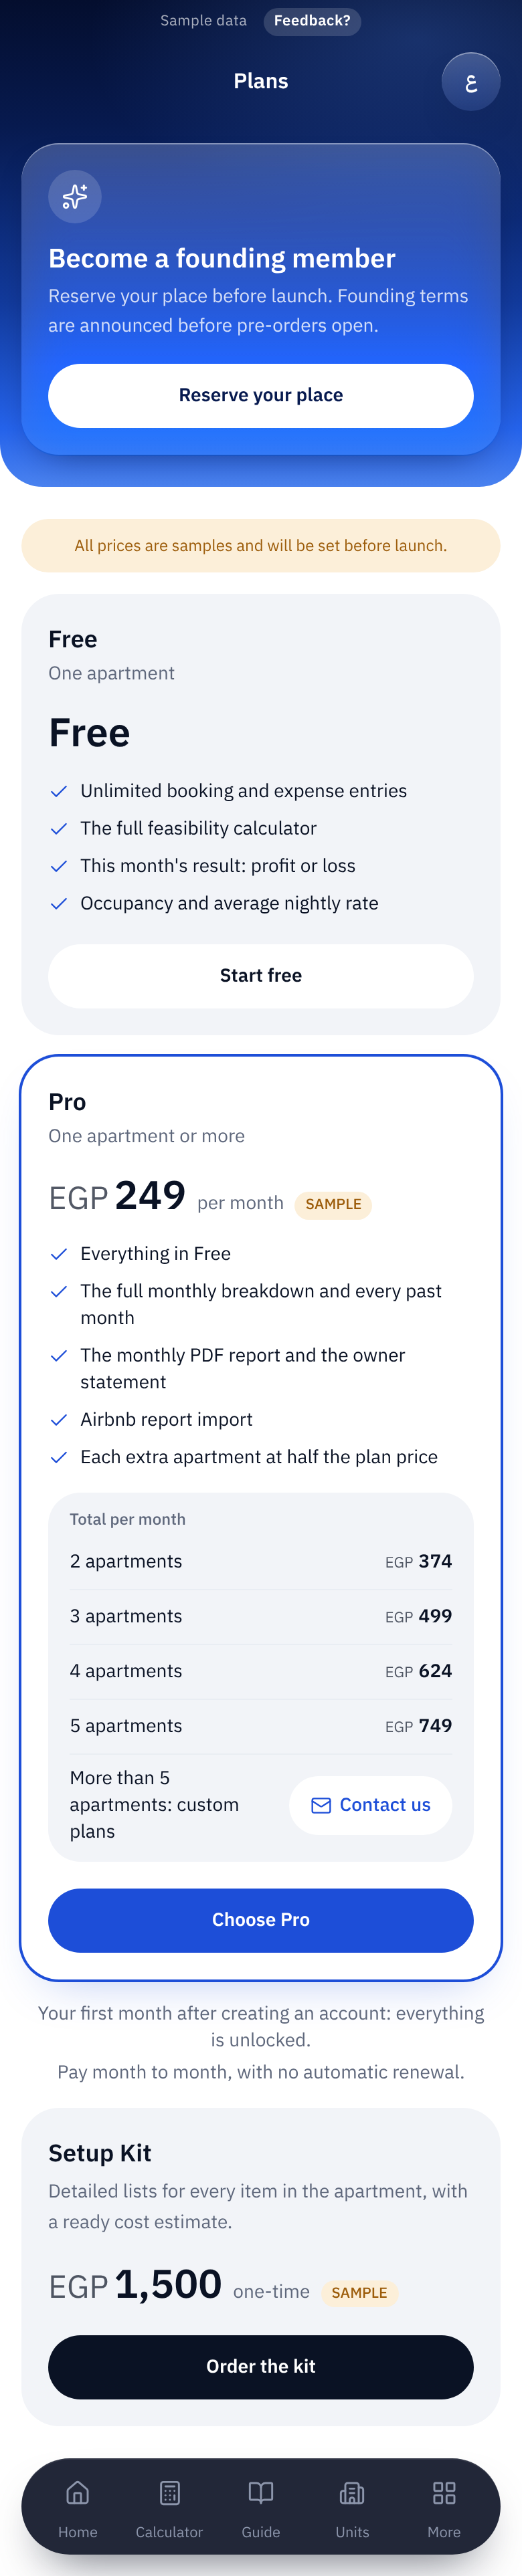 Sample data Feedback?
Plans
ع
Become a founding member
Reserve your place before launch. Founding terms
are announced before pre-orders open.
Reserve your place
All prices are samples and will be set before launch.
Free
One apartment
Free
Unlimited booking and expense entries
The full feasibility calculator
This month's result: profit or loss
Occupancy and average nightly rate
Start free
Pro
One apartment or more
EGP 249 per month SAMPLE
Everything in Free
The full monthly breakdown and every past
month
The monthly PDF report and the owner
statement
Airbnb report import
Each extra apartment at half the plan price
Total per month
2 apartments EGP 374
3 apartments EGP 499
4 apartments EGP 624
5 apartments EGP 749
More than 5
apartments: custom
plans
Contact us
Choose Pro
Your first month after creating an account: everything
is unlocked.
Pay month to month, with no automatic renewal.
Setup Kit
Detailed lists for every item in the apartment, with
a ready cost estimate.
EGP 1,500 one-time SAMPLE
Order the kit
Home Calculator Guide Units More